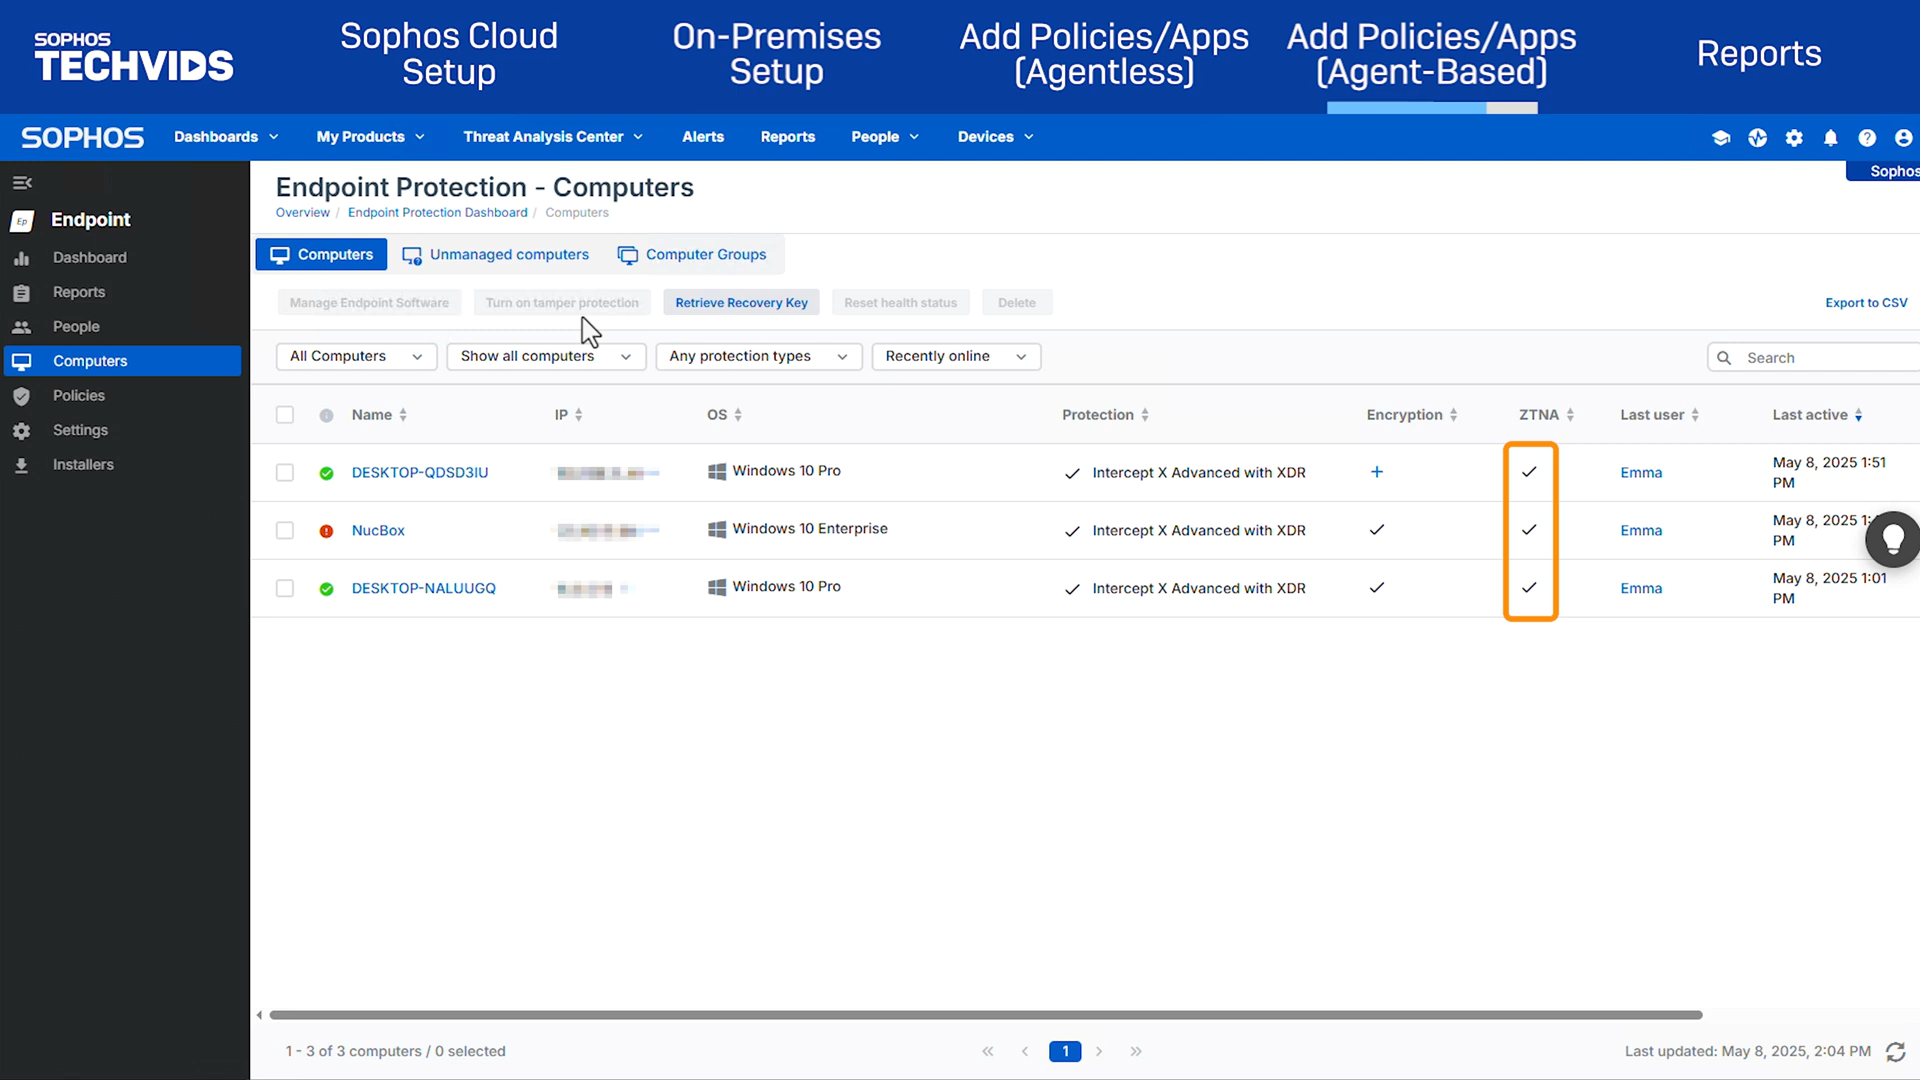 SOPHOS
TECHVIDS
Sophos Cloud
Setup
On-Premises
Setup
Add Policies/Apps
(Agentless)
Add Policies/Apps
(Agent-Based)
Reports
SOPHOS
Dashboards
My Products
Threat Analysis Center
Alerts
Reports
People
Devices
Sophos
Ep
Endpoint
Dashboard
Reports
People
Computers
Policies
Settings
Installers
Endpoint Protection - Computers
Overview / Endpoint Protection Dashboard / Computers
Computers
Unmanaged computers
Computer Groups
Manage Endpoint Software
Turn on tamper protection
Retrieve Recovery Key
Reset health status
Delete
Export to CSV
All Computers
Show all computers
Any protection types
Recently online
Search
Name
IP
OS
Protection
Encryption
ZTNA
Last user
Last active
DESKTOP-QDSD3IU
Windows 10 Pro
Intercept X Advanced with XDR
Emma
May 8, 2025 1:51
PM
NucBox
Windows 10 Enterprise
Intercept X Advanced with XDR
Emma
May 8, 2025
PM
DESKTOP-NALUUGQ
Windows 10 Pro
Intercept X Advanced with XDR
Emma
May 8, 2025 1:01
PM
1 - 3 of 3 computers / 0 selected
1
Last updated: May 8, 2025, 2:04 PM